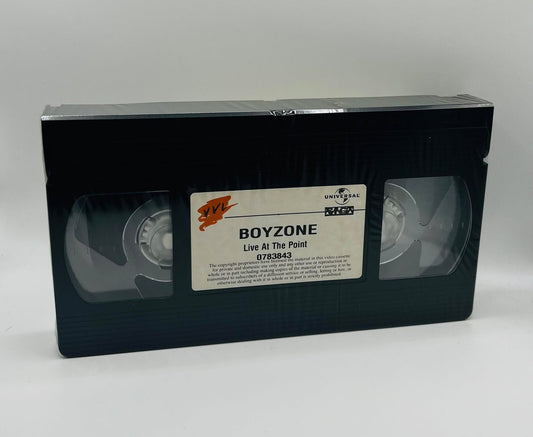 VVL
UNIVERSAL
BOYZONE
Live At The Point
0783843
The copyright proprietors have licensed the material in this video cassette
for private and domestic use only and any other use or reproduction in
whole or part including making copies of the material or causing it to be
transmitted to subscribers of a diffusion service or selling, letting or hire, or
otherwise dealing with it in whole or in part is strictly prohibited.